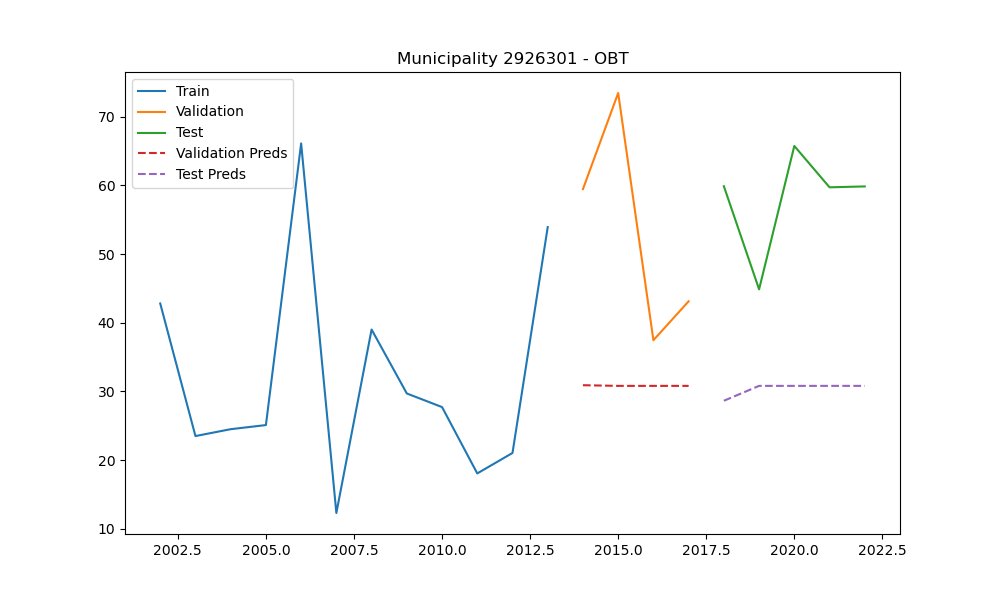 Municipality 2926301 - OBT
Train
Validation
Test
Validation Preds
Test Preds
70
60
50
40
30
20
10
2002.5 2005.0 2007.5 2010.0 2012.5 2015.0 2017.5 2020.0 2022.5